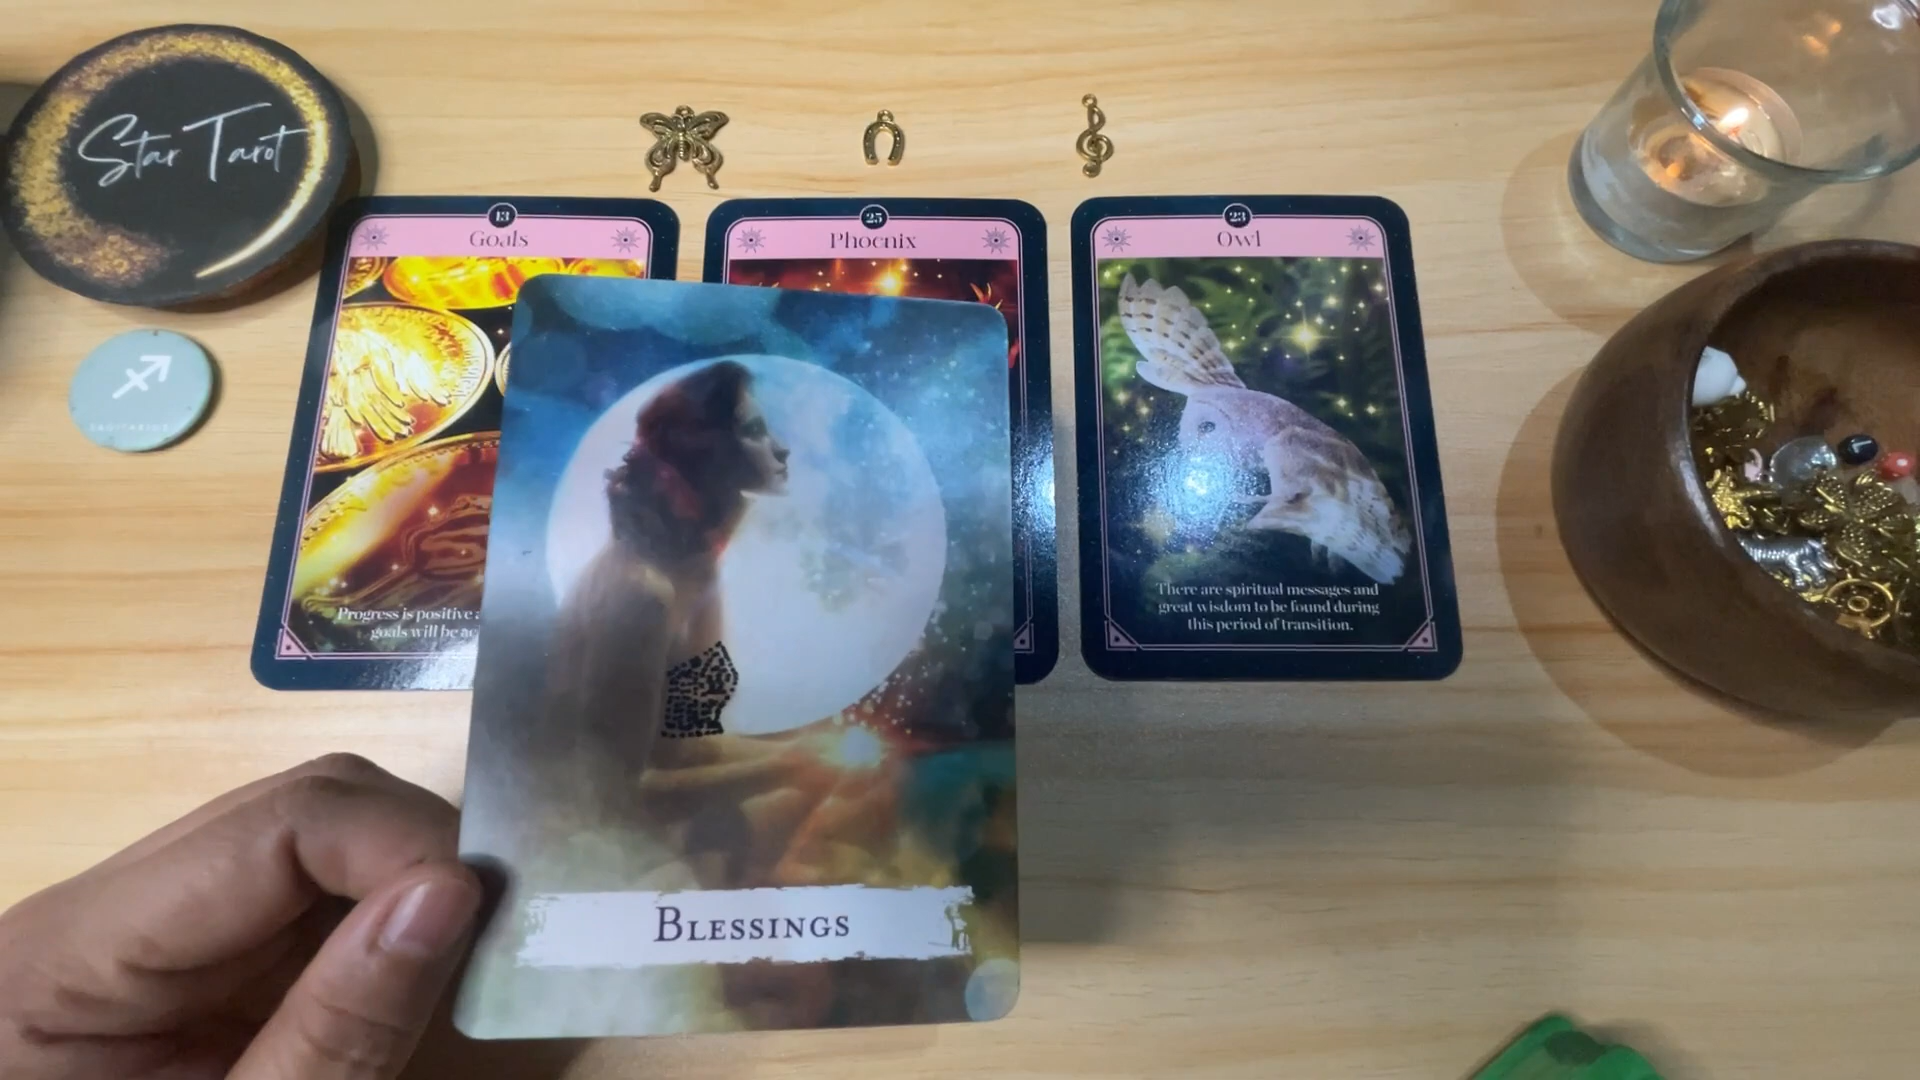 Star Tarot
SAGITTARIUS
13
Goals
Progress is positive
goals will be
25
Phoenix
23
Owl
There are spiritual messages and
great wisdom to be found during
this period of transition.
Blessings